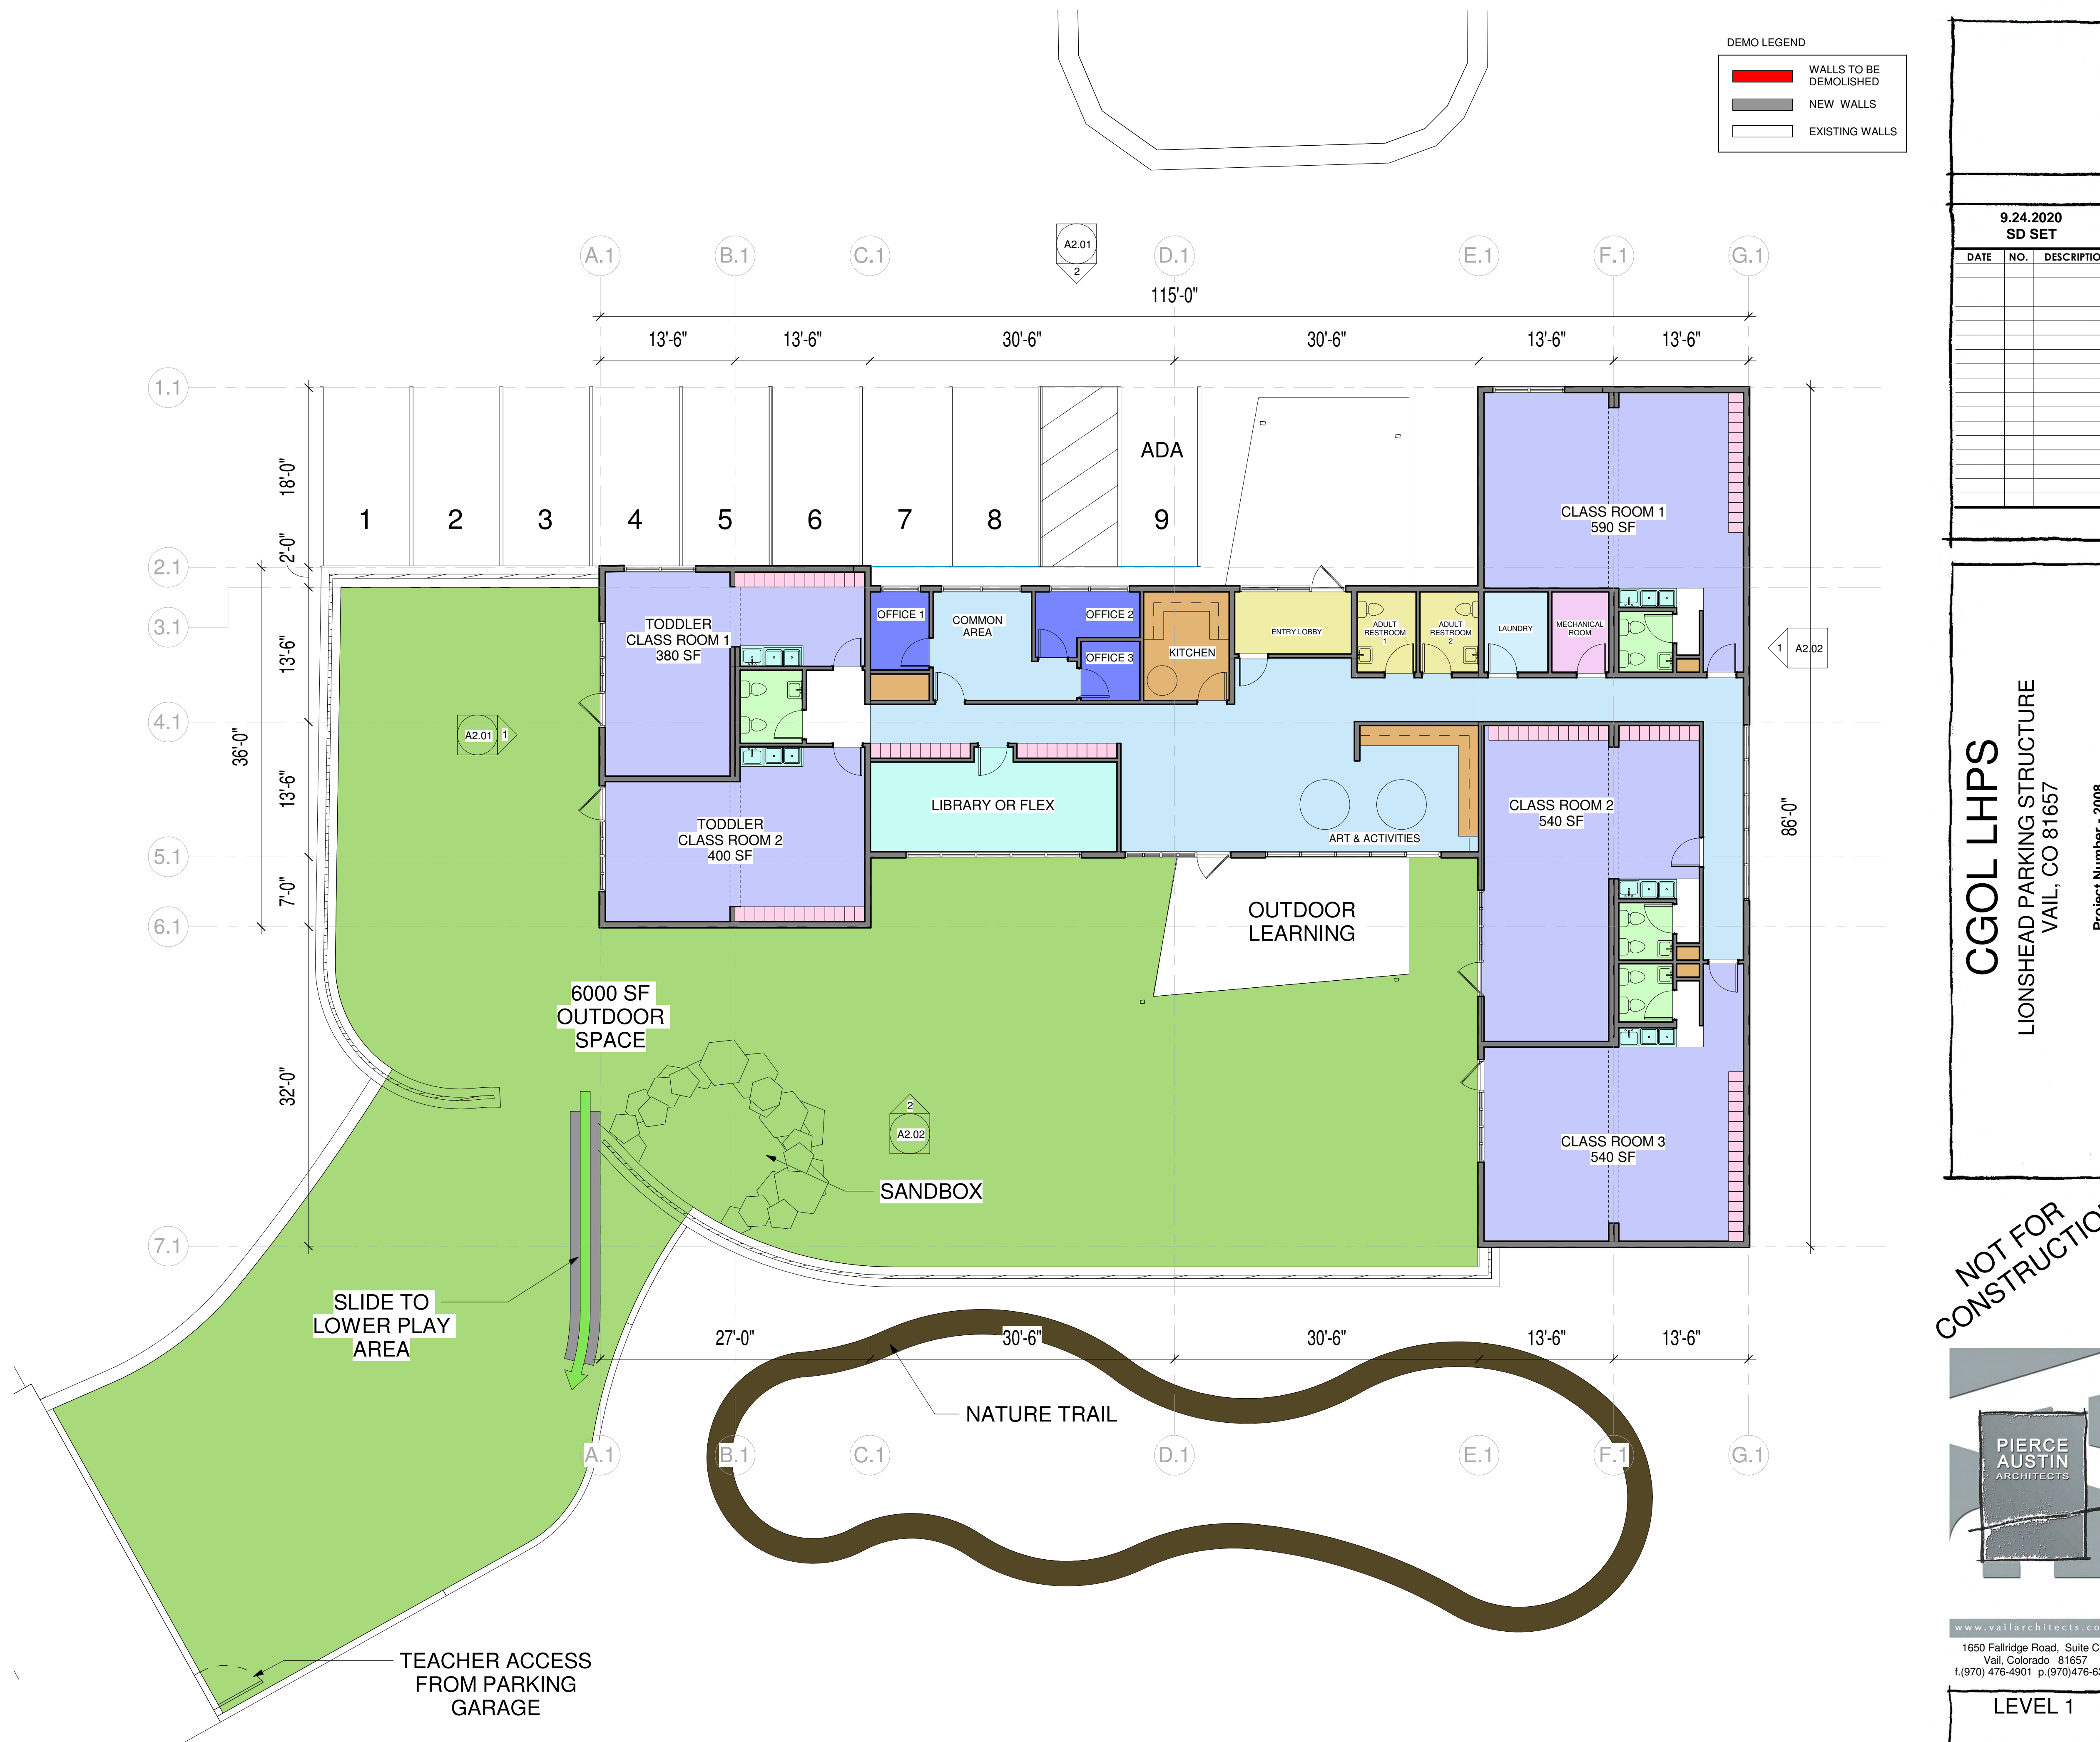 DEMO LEGEND
WALLS TO BE
DEMOLISHED
NEW WALLS
EXISTING WALLS
9.24.2020
SD SET
DATE NO.
A2.01
2
A.1 B.1 C.1 D.1 E.1 F.1 G.1
115'-0"
13'-6" 13'-6" 30'-6" 30'-6" 13'-6" 13'-6"
1.1
2.1
3.1
4.1
5.1
6.1
7.1
18'-0"
2'-0"
13'-6"
36'-0"
13'-6"
7'-0"
32'-0"
86'-0"
1 2 3 4 5 6 7 8 9
ADA
CLASS ROOM 1
590 SF
TODDLER
CLASS ROOM 1
380 SF
OFFICE 1
COMMON
AREA
OFFICE 2
OFFICE 3
KITCHEN
ENTRY LOBBY
ADULT
RESTROOM
1
ADULT
RESTROOM
2
LAUNDRY
MECHANICAL
ROOM
1 A2.02
A2.01 1
TODDLER
CLASS ROOM 2
400 SF
LIBRARY OR FLEX
ART & ACTIVITIES
CLASS ROOM 2
540 SF
OUTDOOR
LEARNING
6000 SF
OUTDOOR
SPACE
2
A2.02
SANDBOX
CLASS ROOM 3
540 SF
SLIDE TO
LOWER PLAY
AREA
27'-0" 30'-6" 30'-6" 13'-6" 13'-6"
NATURE TRAIL
A.1 B.1 C.1 D.1 E.1 F.1 G.1
TEACHER ACCESS
FROM PARKING
GARAGE
CGOL LHPS
LIONSHEAD PARKING STRUCTURE
VAIL, CO 81657
Project Number - 2008
NOT FOR
PIERCE
AUSTIN
ARCHITECTS
1650 Fallridge Road, Suite C
Vail, Colorado 81657
f.(970) 476-4901
LEVEL 1